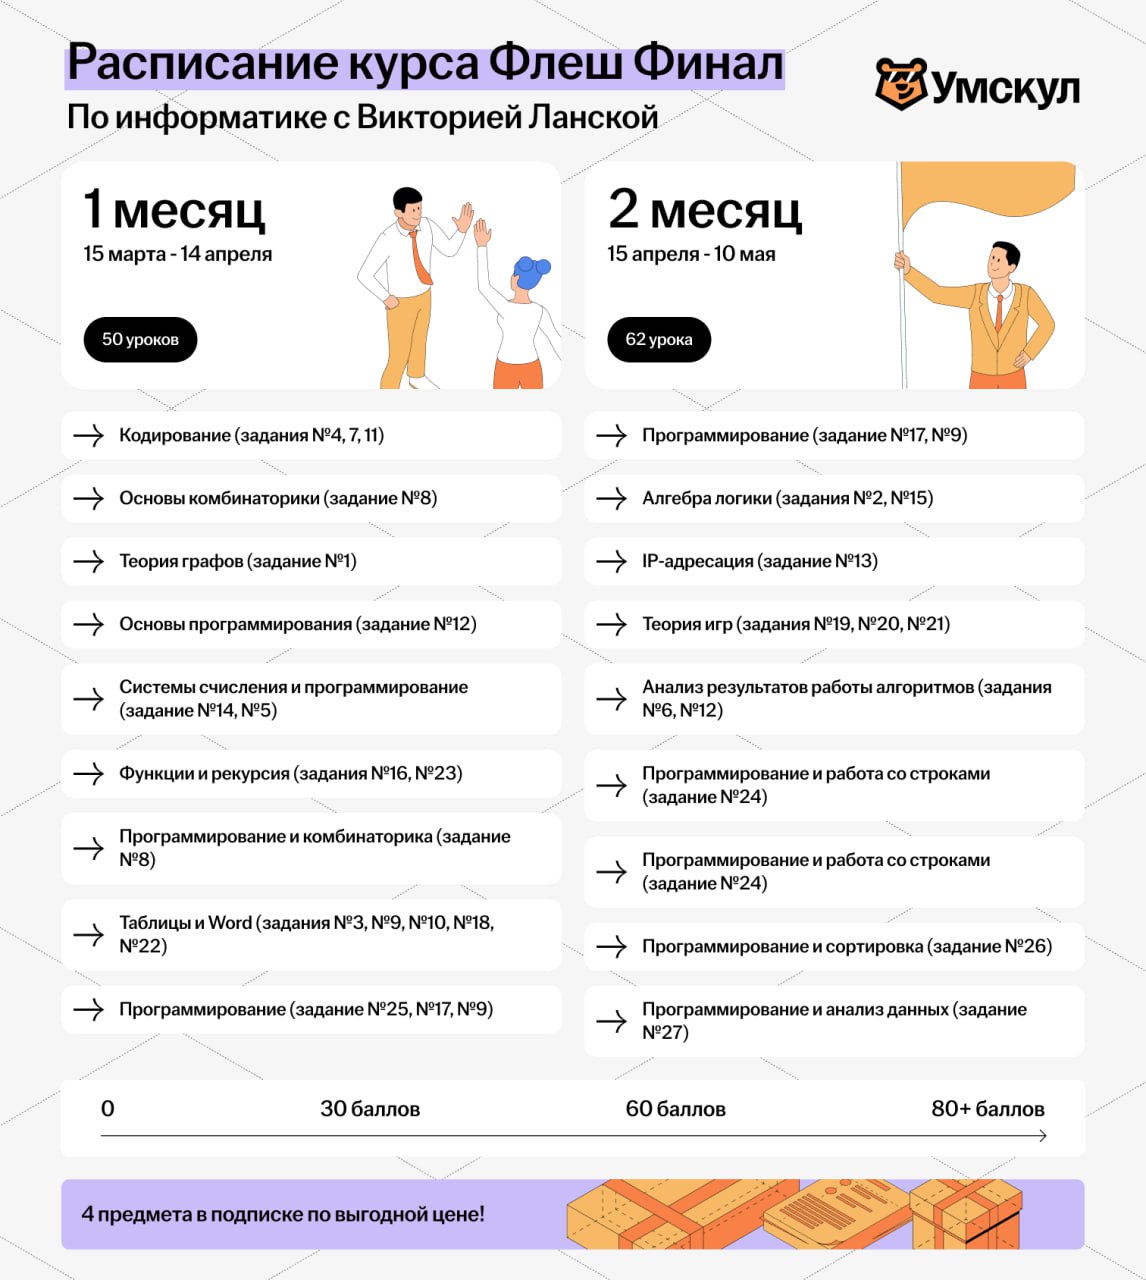 Расписание курса Флеш Финал
По информатике с Викторией Ланской
Умскул
1 месяц
15 марта - 14 апреля
50 уроков
Кодирование (задания №4, 7, 11)
Основы комбинаторики (задание №8)
Теория графов (задание №1)
Основы программирования (задание №12)
Системы счисления и программирование
(задание №14, №5)
Функции и рекурсия (задания №16, №23)
Программирование и комбинаторика (задание
№8)
Таблицы и Word (задания №3, №9, №10, №18,
№22)
Программирование (задание №25, №17, №9)
2 месяц
15 апреля - 10 мая
62 урока
Программирование (задание №17, №9)
Алгебра логики (задания №2, №15)
IP-адресация (задание №13)
Теория игр (задания №19, №20, №21)
Анализ результатов работы алгоритмов (задания
№6, №12)
Программирование и работа со строками
(задание №24)
Программирование и работа со строками
(задание №24)
Программирование и сортировка (задание №26)
Программирование и анализ данных (задание
№27)
0 30 баллов 60 баллов 80+ баллов
4 предмета в подписке по выгодной цене!